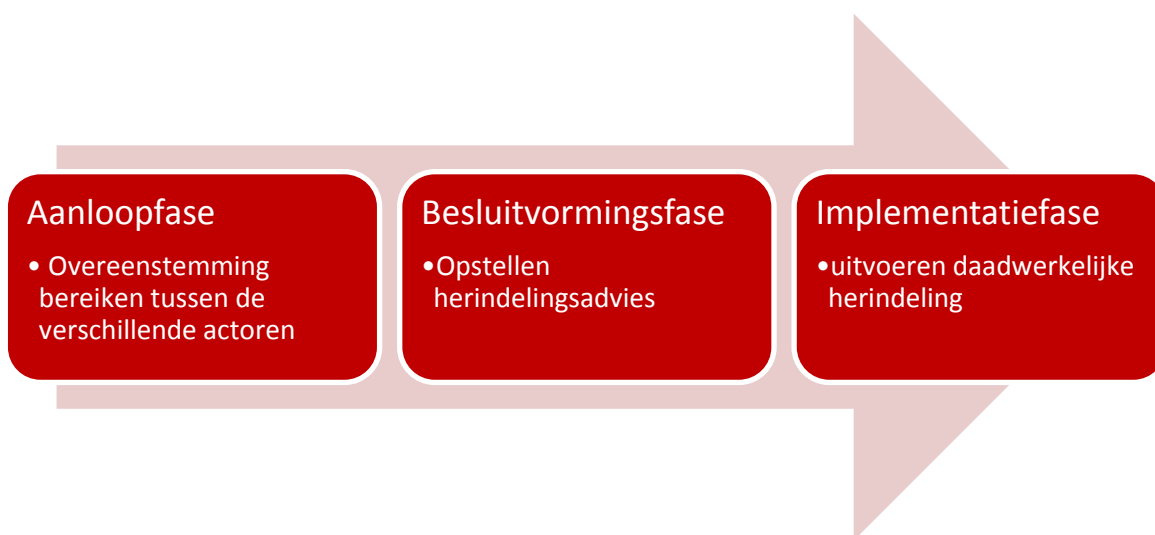 Aanloopfase
• Overeenstemming
bereiken tussen de
verschillende actoren
Besluitvormingsfase
•Opstellen
herindelingsadvies
Implementatiefase
•uitvoeren daadwerkelijke
herindeling